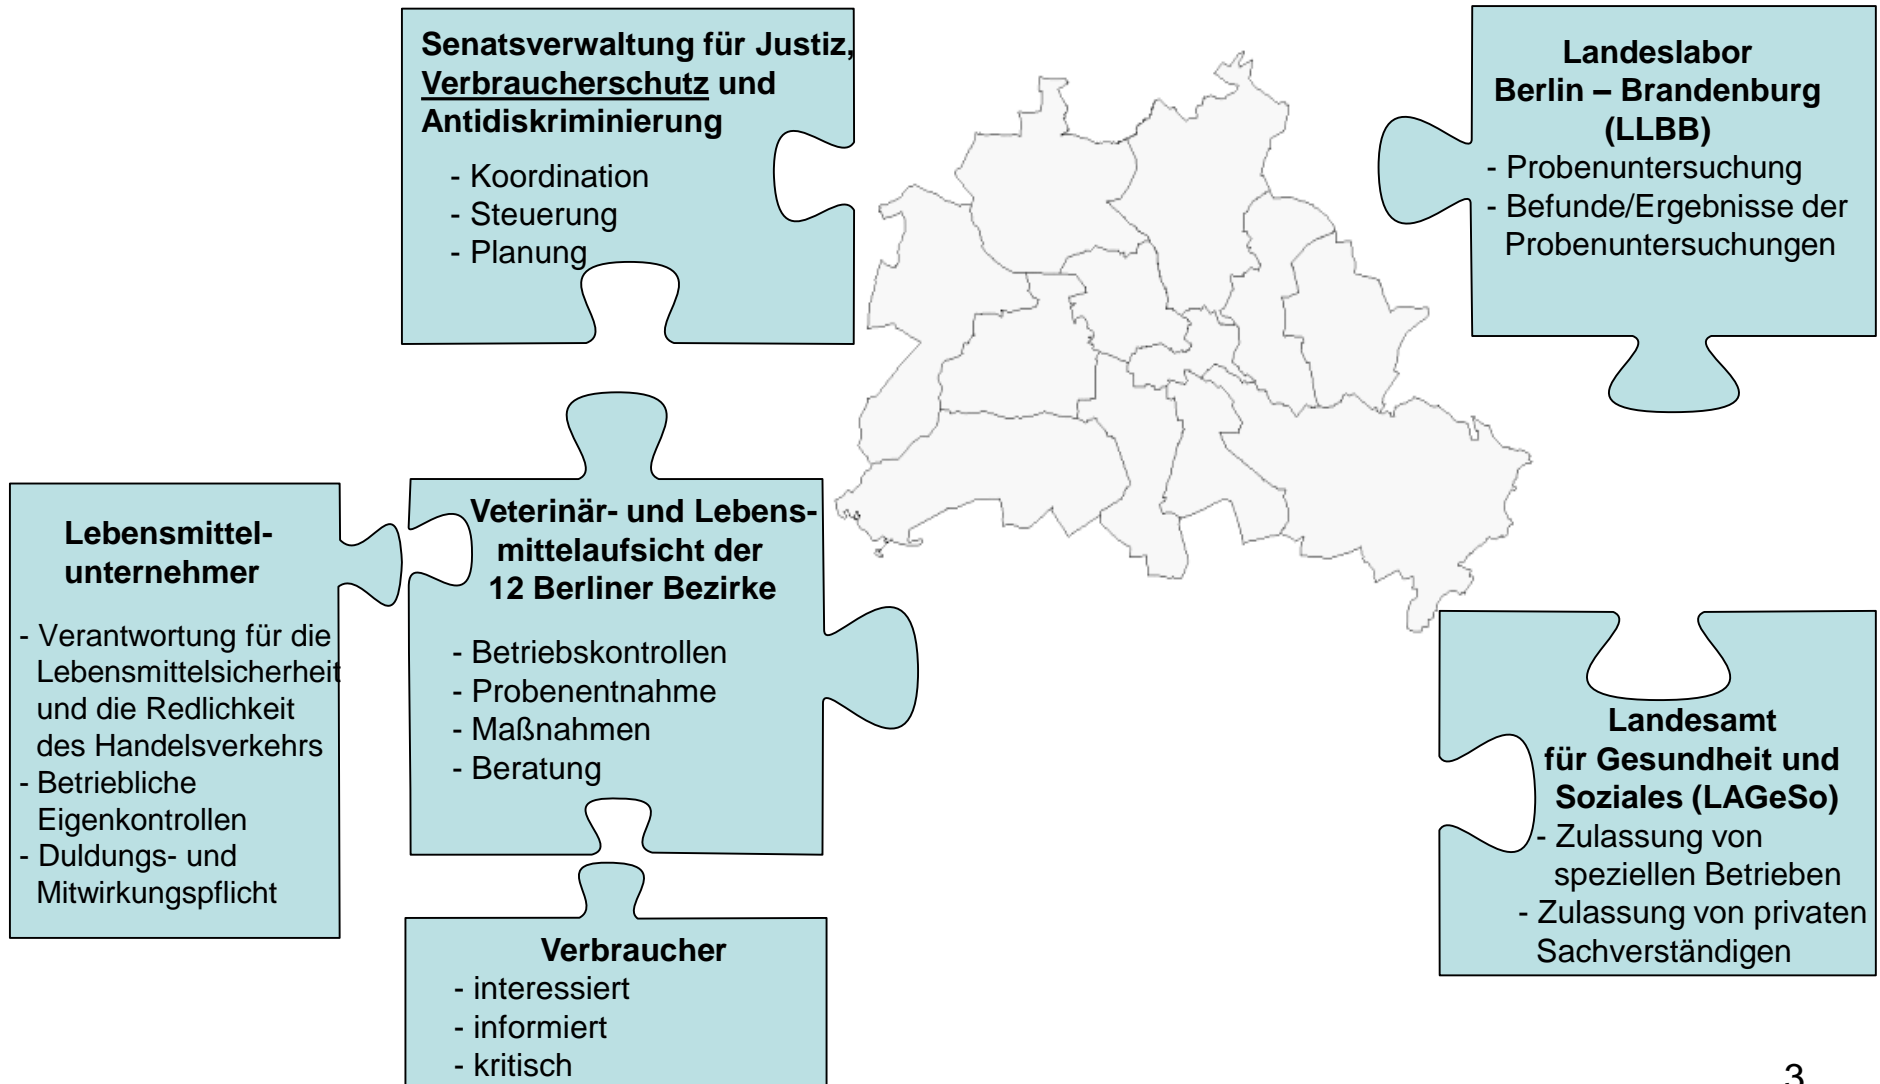 Senatsverwaltung für Justiz,
Verbraucherschutz und
Antidiskriminierung
- Koordination
- Steuerung
- Planung
Landeslabor
Berlin – Brandenburg
(LLBB)
- Probenuntersuchung
- Befunde/Ergebnisse der
Probenuntersuchungen
Lebensmittel-
unternehmer
- Verantwortung für die
Lebensmittelsicherheit
und die Redlichkeit
des Handelsverkehrs
- Betriebliche
Eigenkontrollen
- Duldungs- und
Mitwirkungspflicht
Veterinär- und Lebens-
mittelaufsicht der
12 Berliner Bezirke
- Betriebskontrollen
- Probenentnahme
- Maßnahmen
- Beratung
Landesamt
für Gesundheit und
Soziales (LAGeSo)
- Zulassung von
speziellen Betrieben
- Zulassung von privaten
Sachverständigen
Verbraucher
- interessiert
- informiert
- kritisch
3